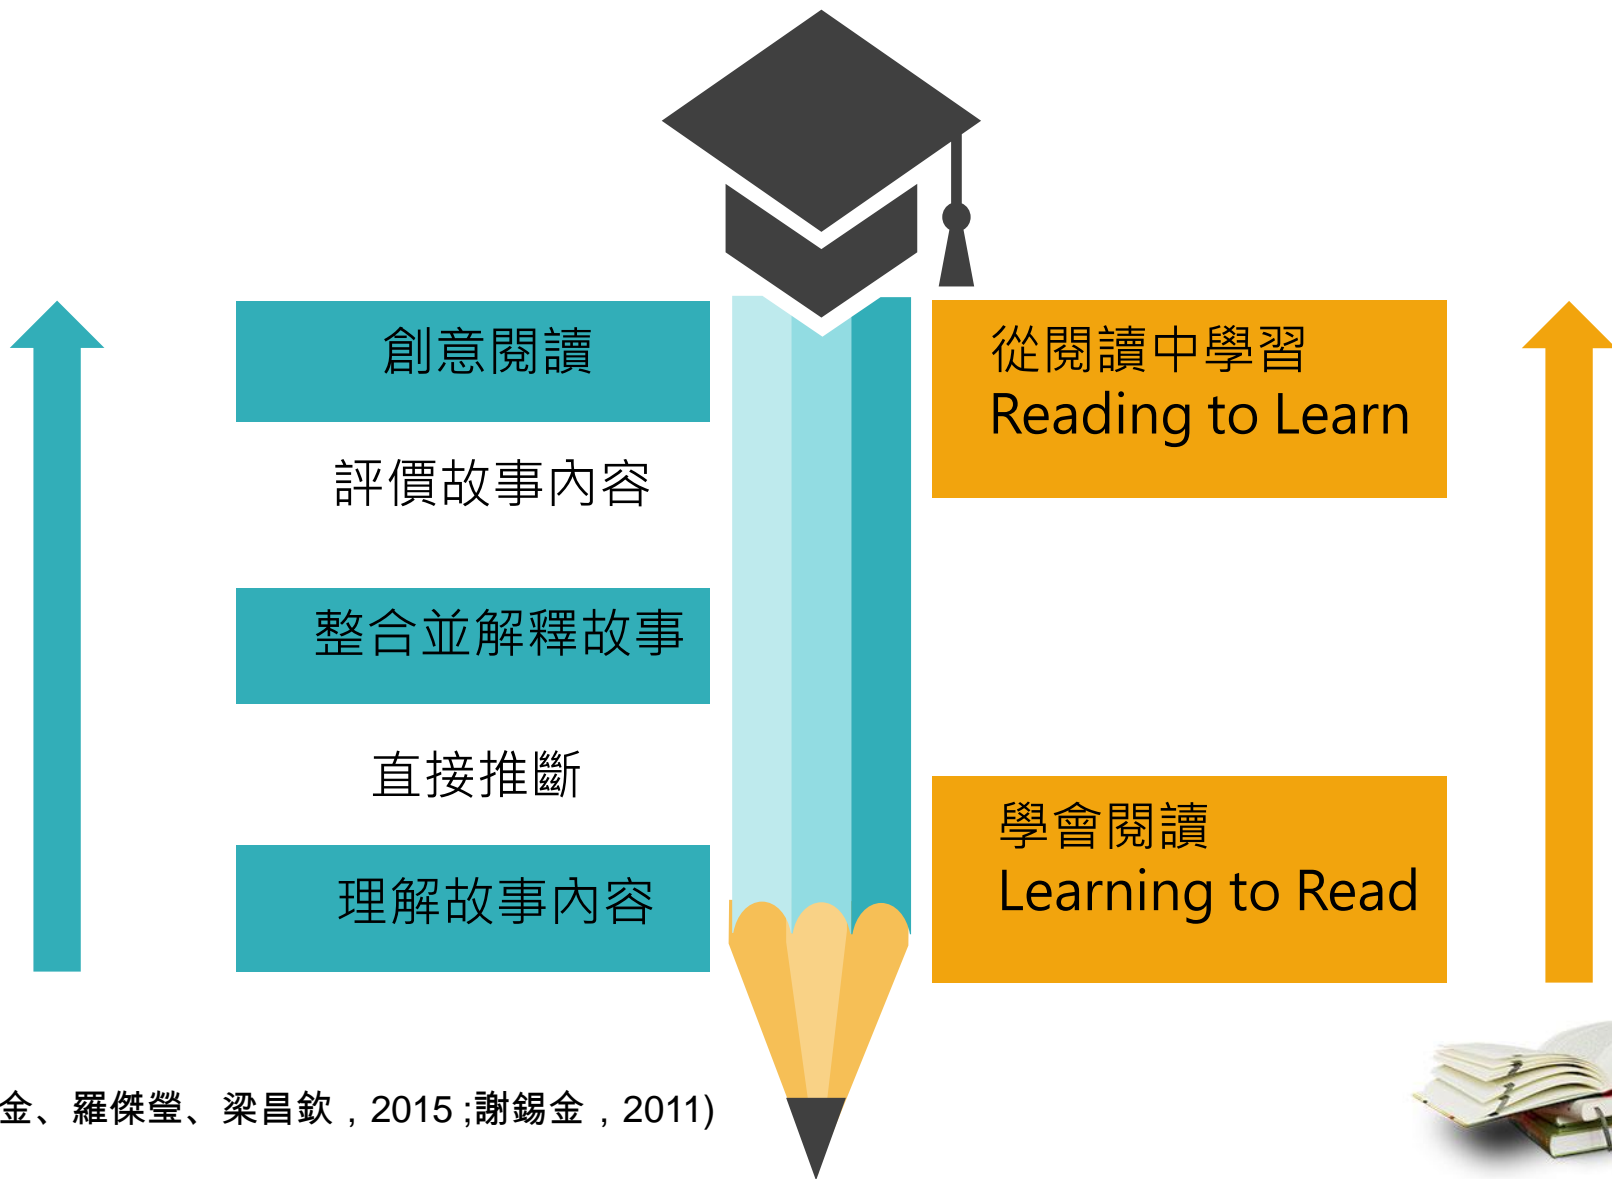 創意閱讀
評價故事內容
整合並解釋故事
直接推斷
理解故事內容
從閱讀中學習
Reading to Learn
學會閱讀
Learning to Read
金、羅傑瑩、梁昌欽，2015 ;謝錫金，2011)